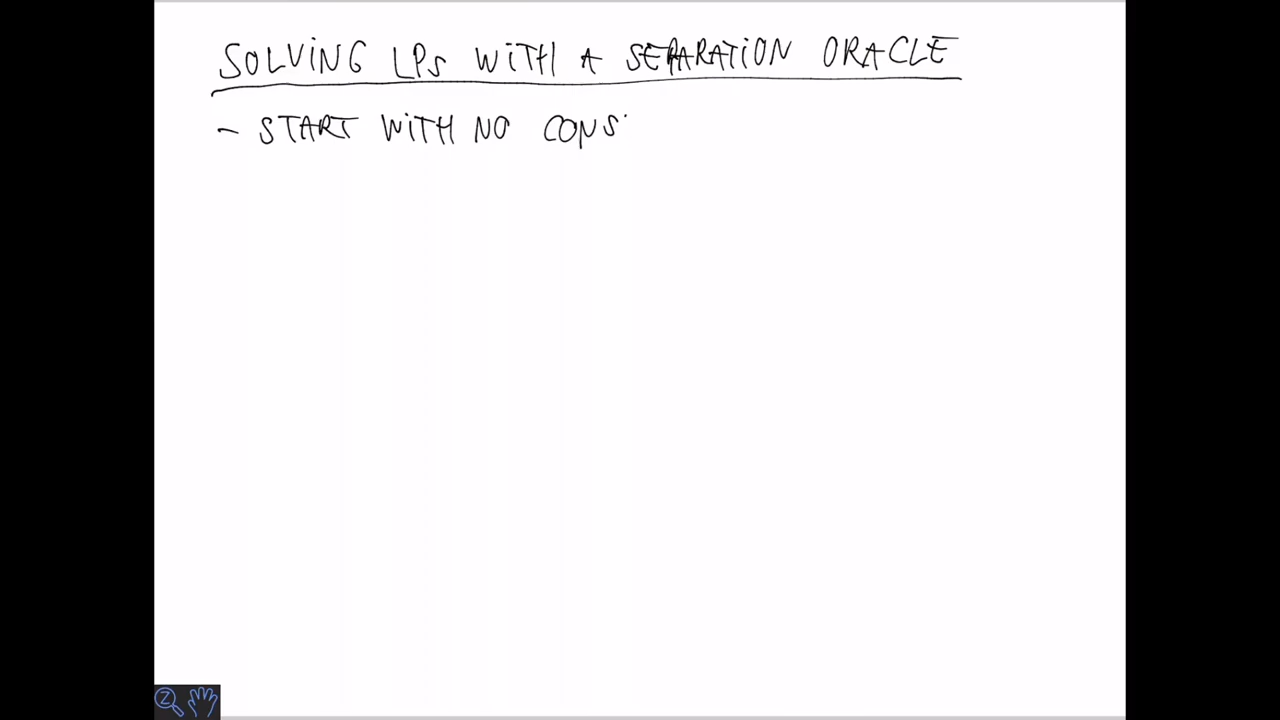 SOLVING LPs WITH A SEPARATION ORACLE
- START WITH NO CONS